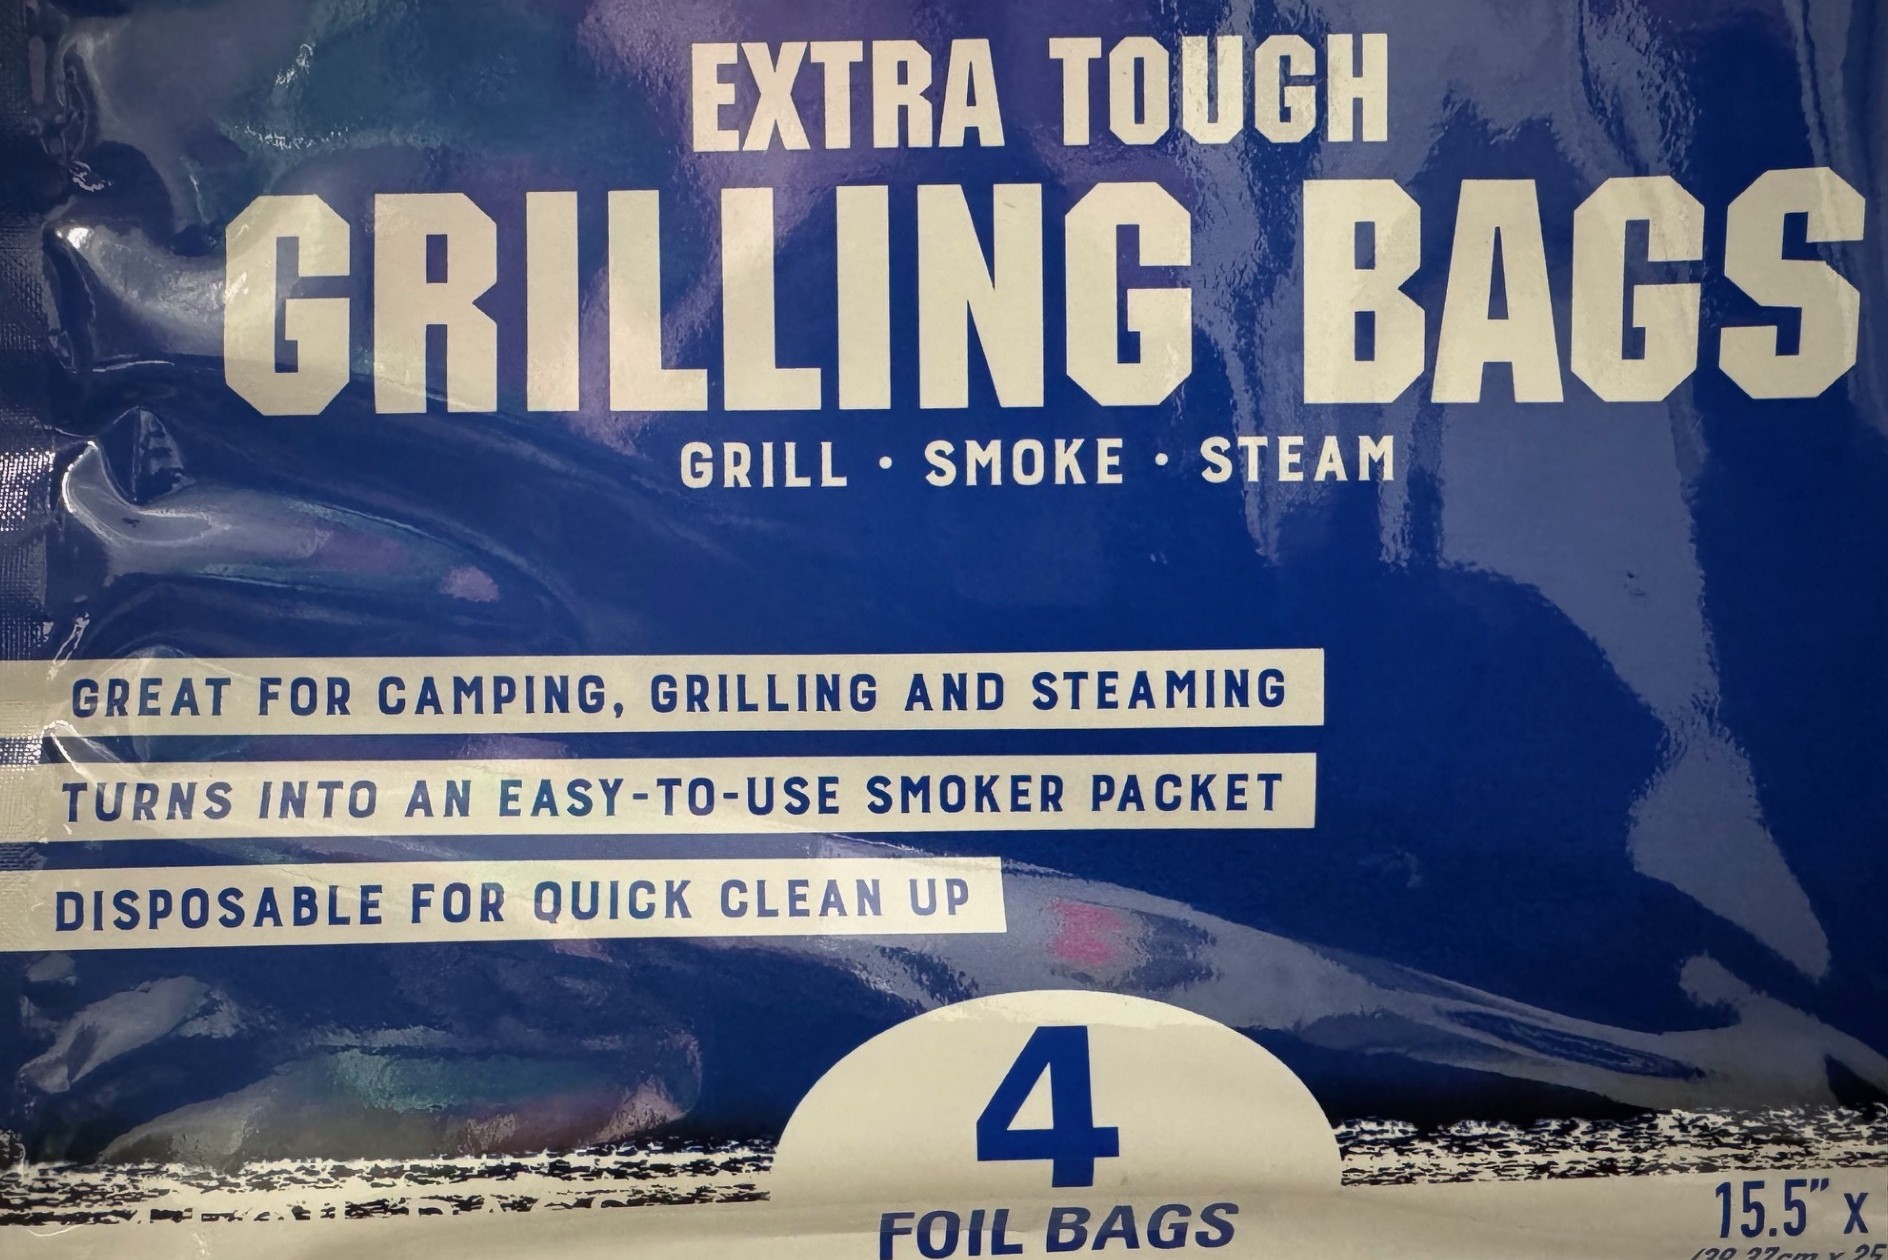 EXTRA TOUGH
GRILLING BAGS
GRILL • SMOKE • STEAM
GREAT FOR CAMPING, GRILLING AND STEAMING
TURNS INTO AN EASY-TO-USE SMOKER PACKET
DISPOSABLE FOR QUICK CLEAN UP
4
FOIL BAGS
15.5" x